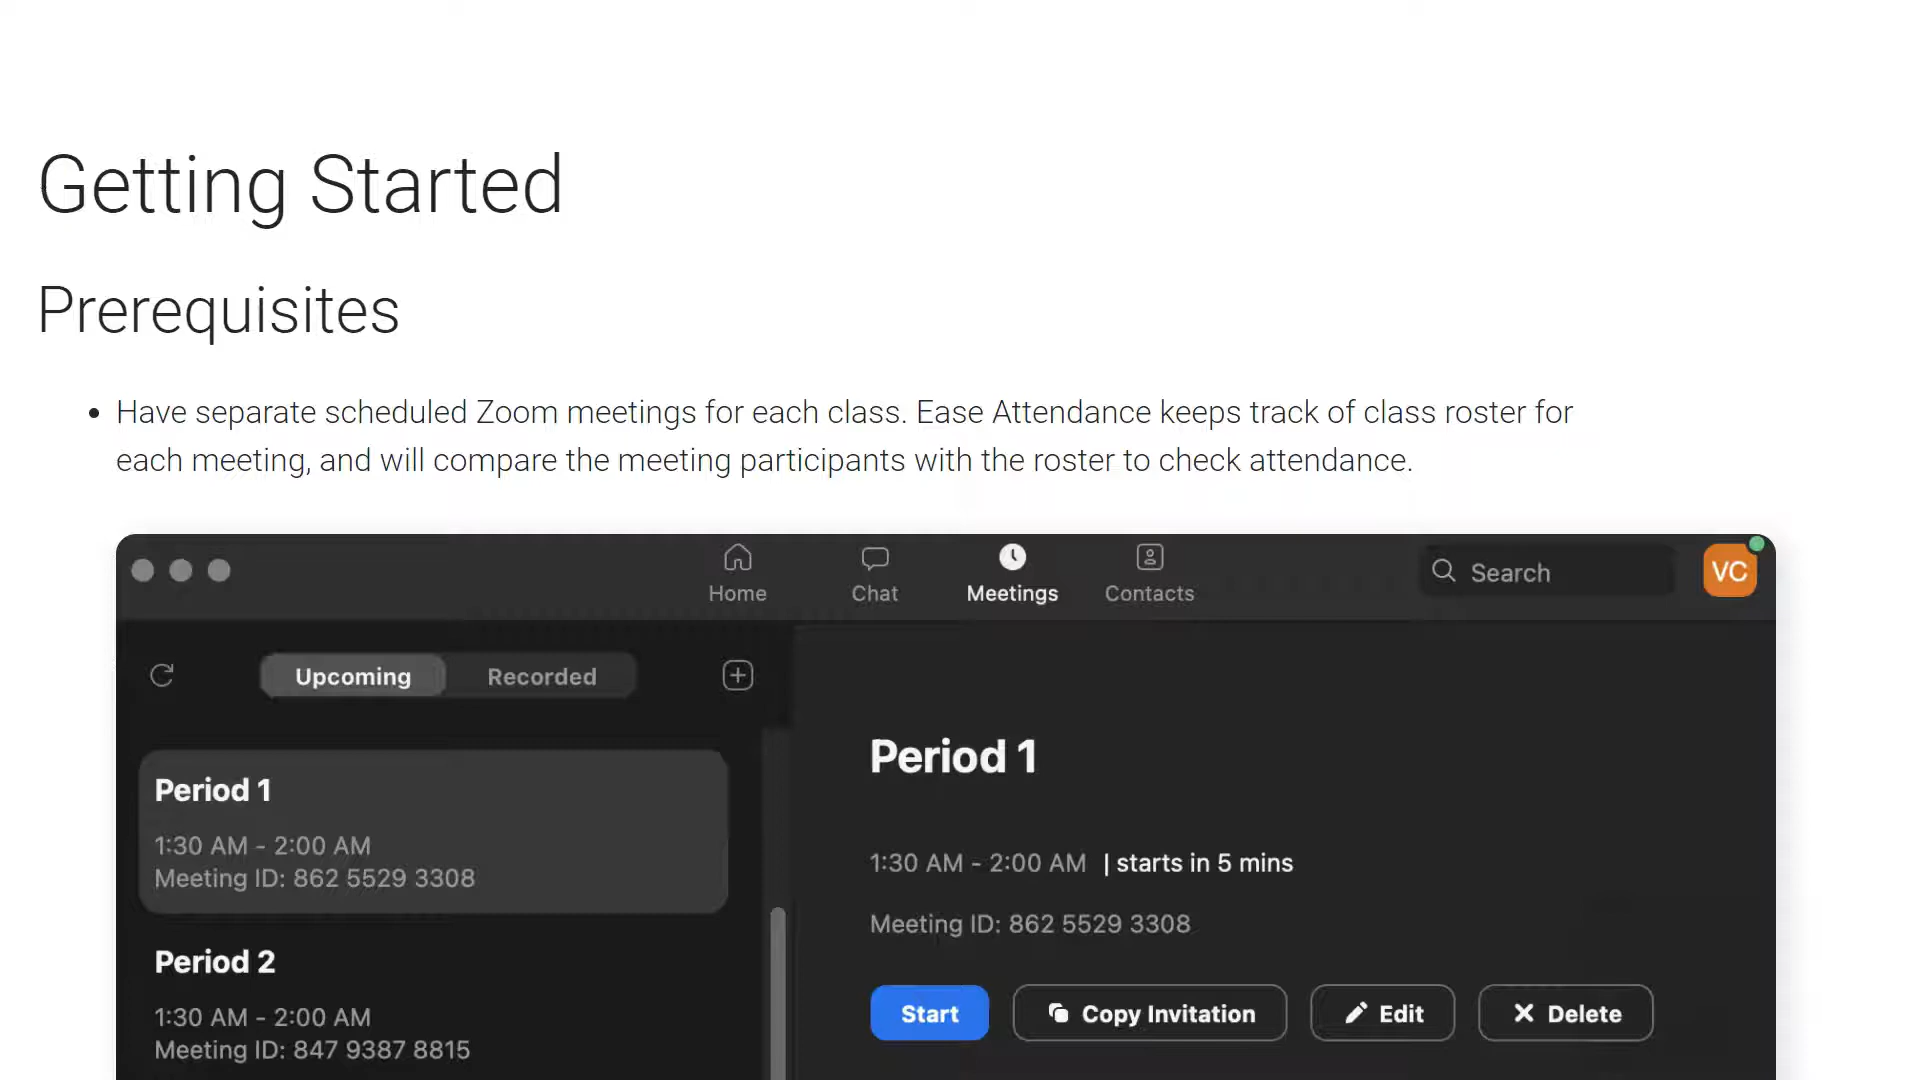 Getting Started
Prerequisites
Have separate scheduled Zoom meetings for each class. Ease Attendance keeps track of class roster for
each meeting, and will compare the meeting participants with the roster to check attendance.
Home
Chat
Meetings
Contacts
Search
VC
Upcoming
Recorded
Period 1
1:30 AM - 2:00 AM
Meeting ID: 862 5529 3308
Period 2
1:30 AM - 2:00 AM
Meeting ID: 847 9387 8815
Period 1
1:30 AM - 2:00 AM | starts in 5 mins
Meeting ID: 862 5529 3308
Start
Copy Invitation
Edit
Delete